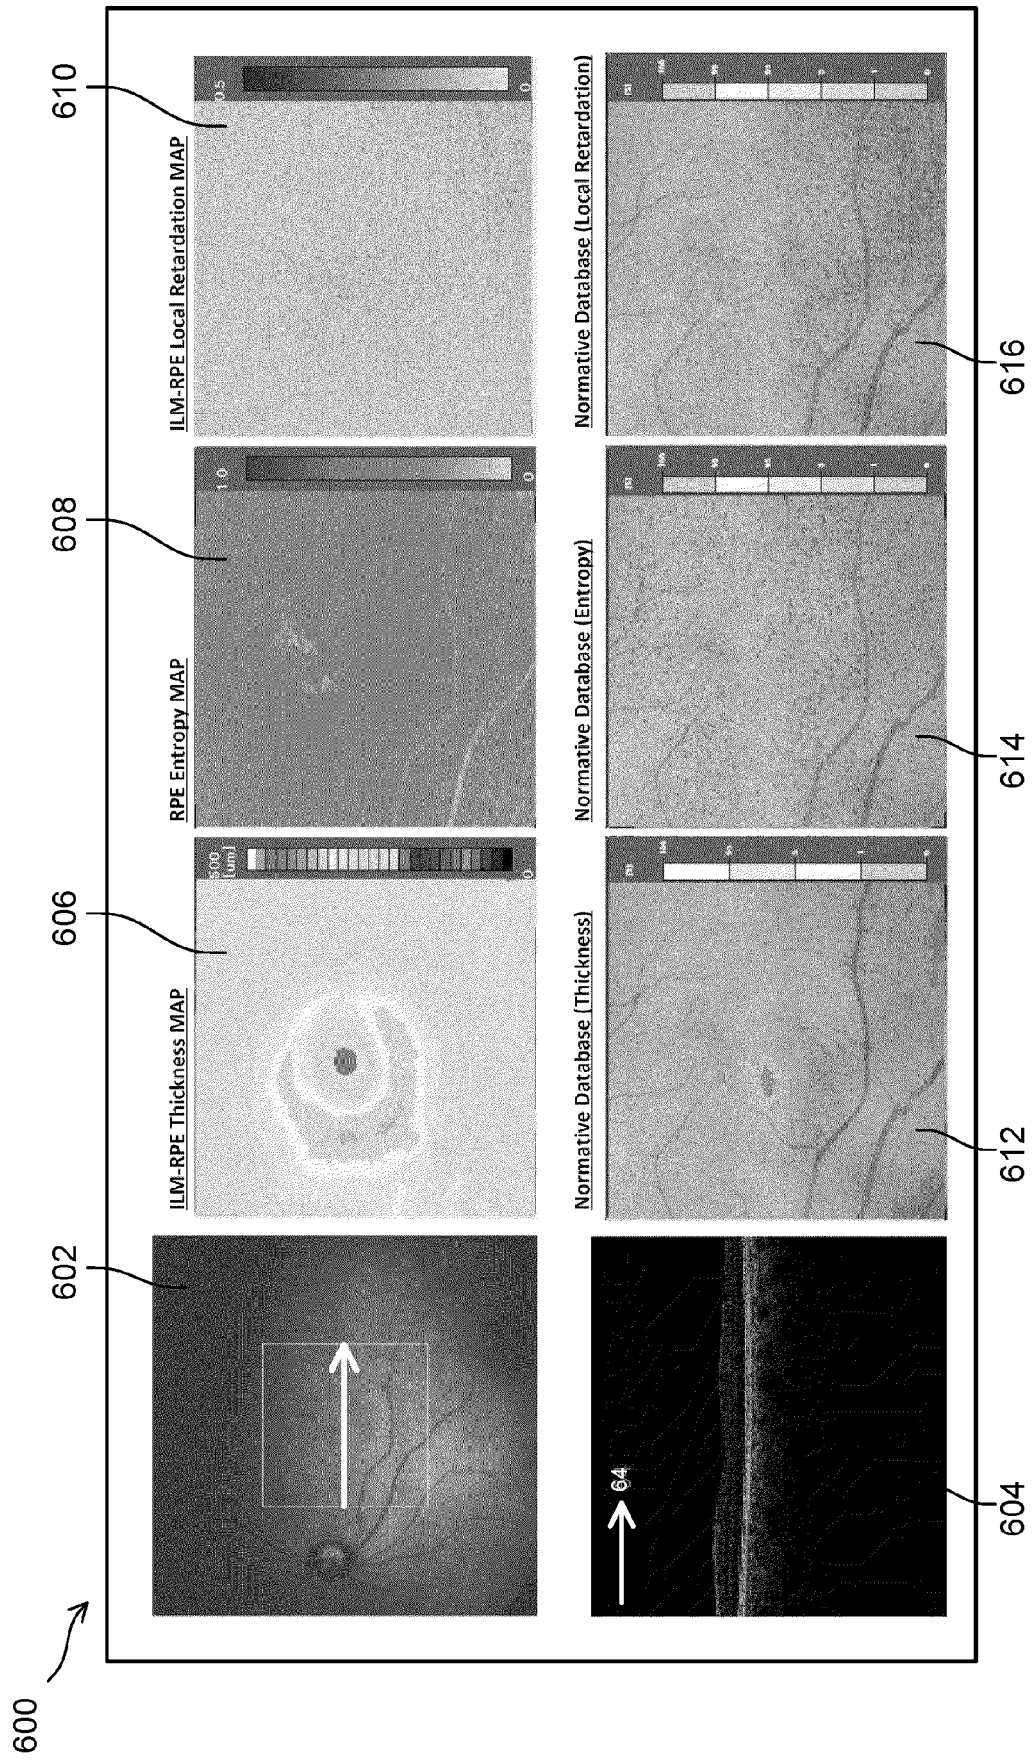 600
602
606
608
610
ILM-RPE Thickness MAP
RPE Entropy MAP
ILM-RPE Local Retardation MAP
500
[um]
0
1.0
0
0.5
0
64
Normative Database (Thickness)
Normative Database (Entropy)
Normative Database (Local Retardation)
604
612
614
616